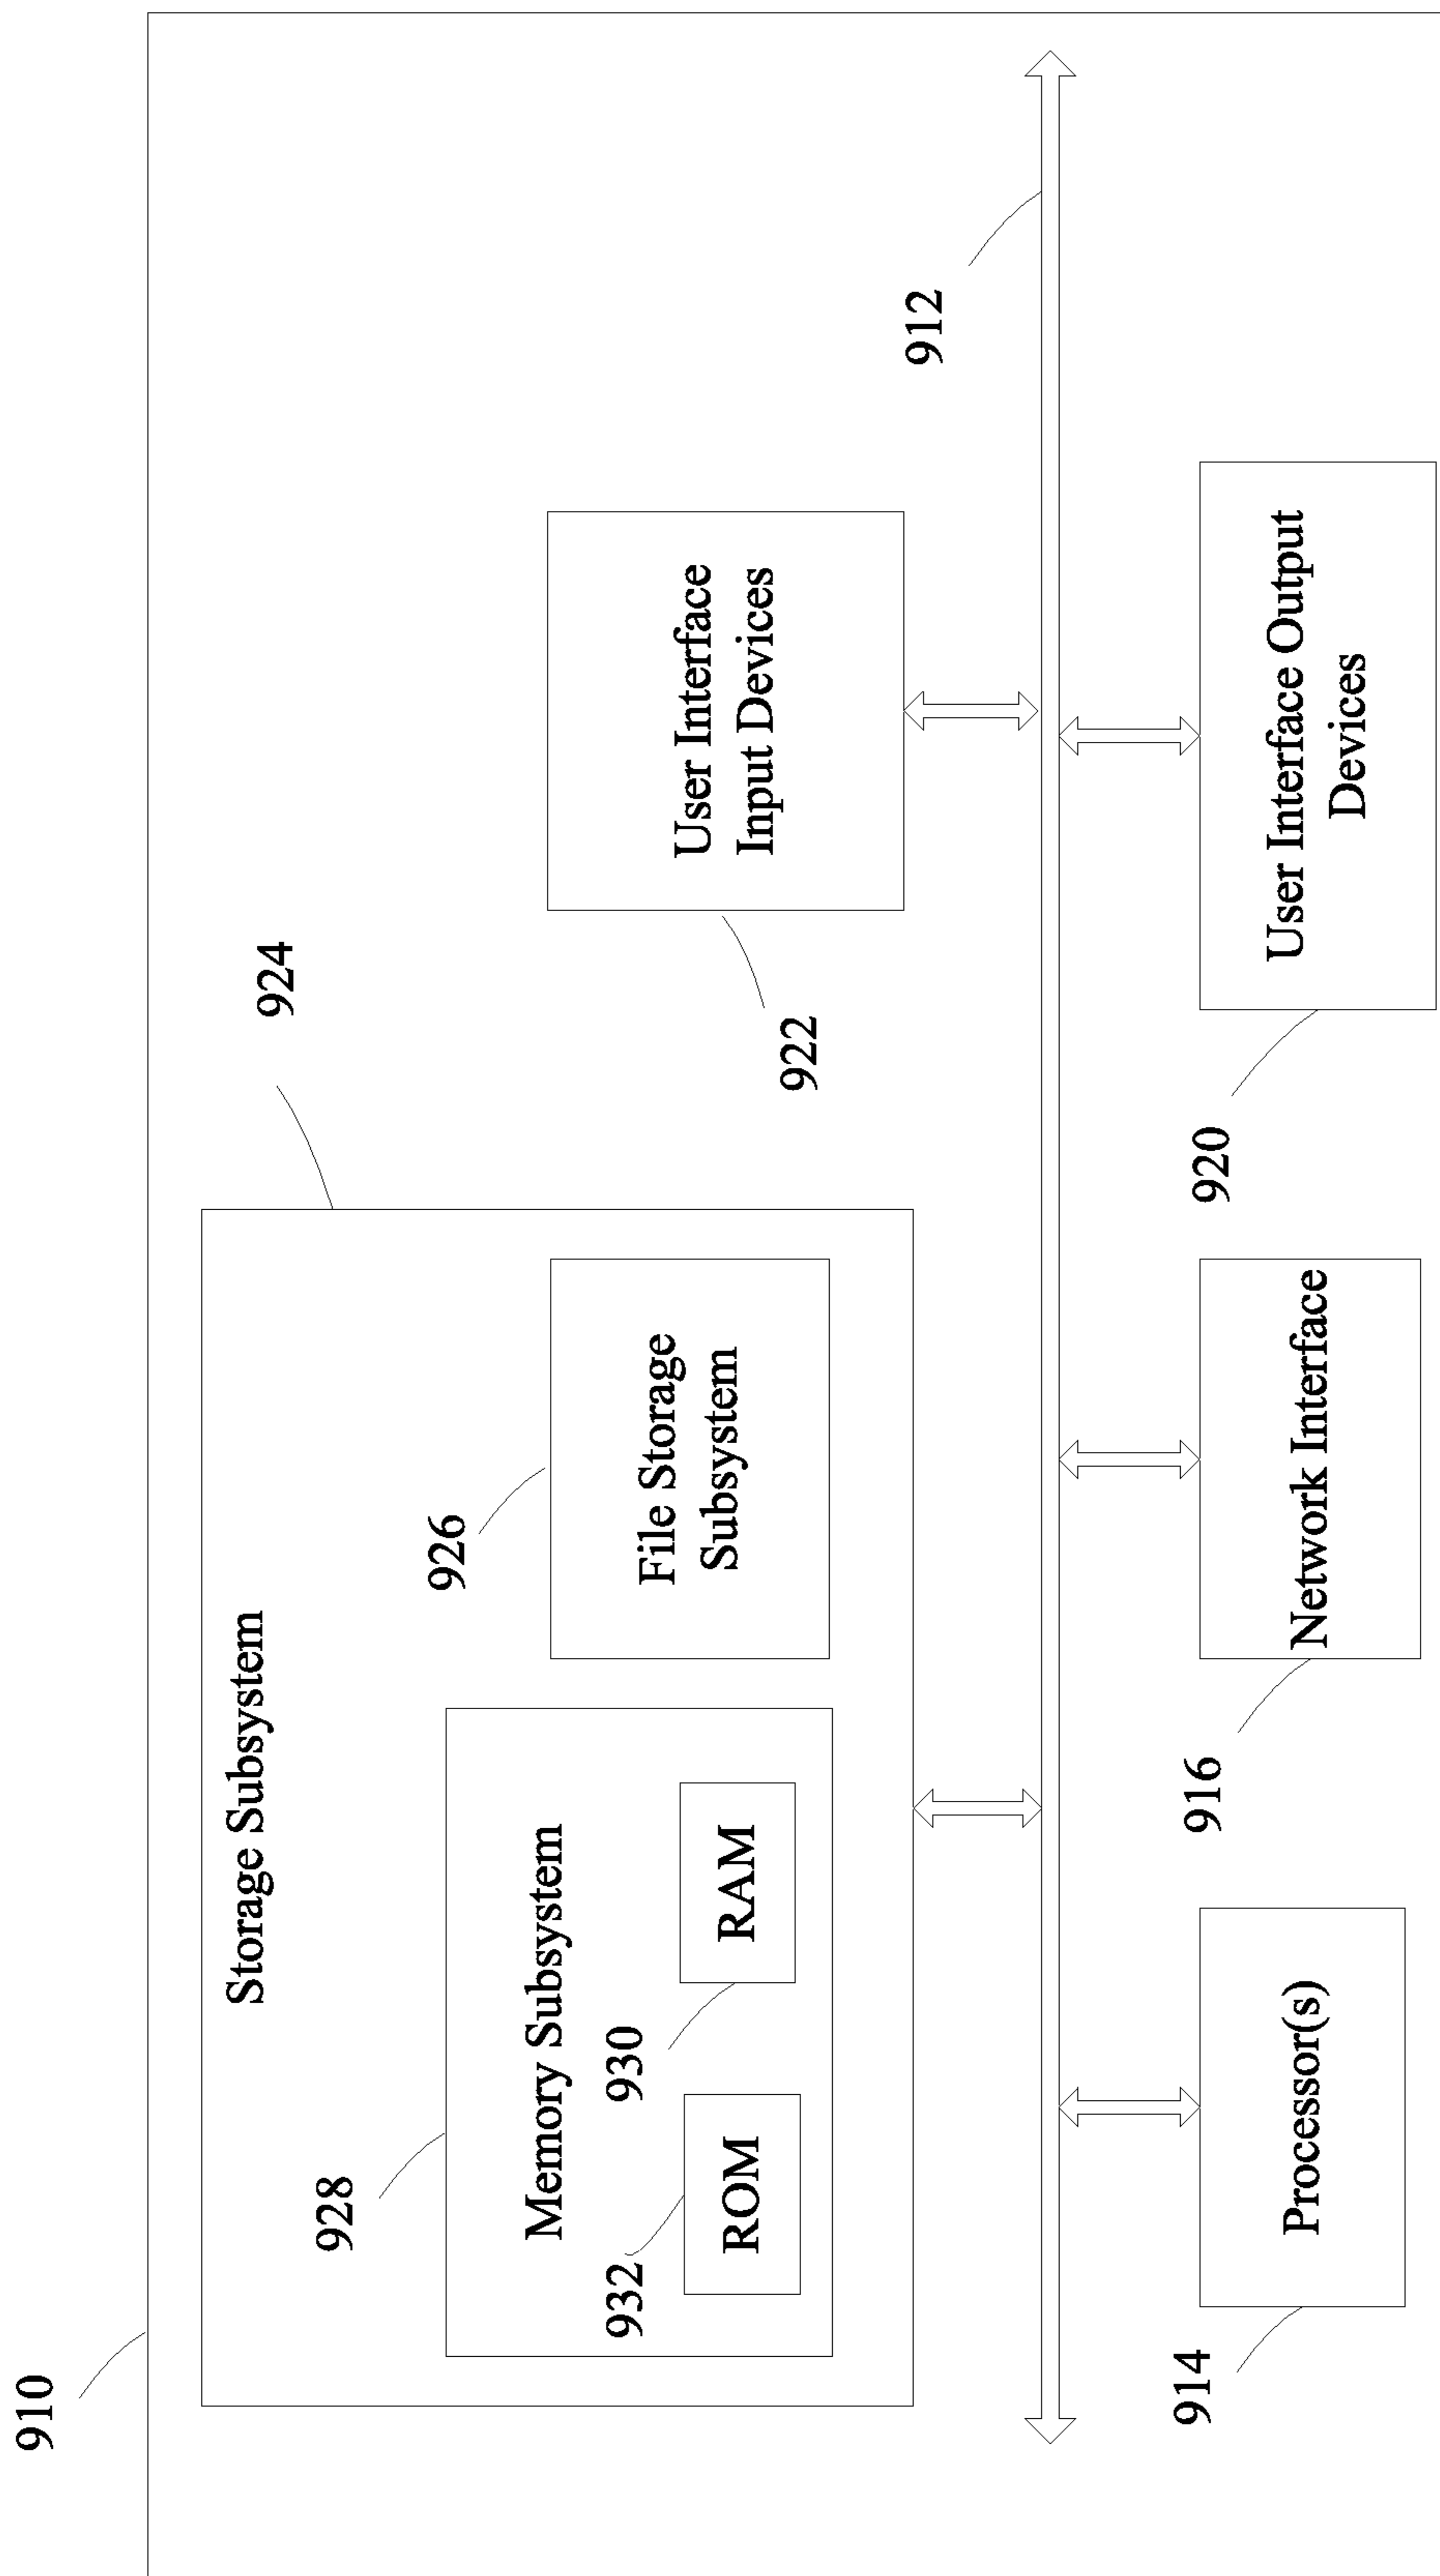 910
Storage Subsystem
924
928
Memory Subsystem
932
ROM
930
RAM
926
File Storage
Subsystem
922
User Interface
Input Devices
912
914
Processor(s)
916
Network Interface
920
User Interface Output
Devices